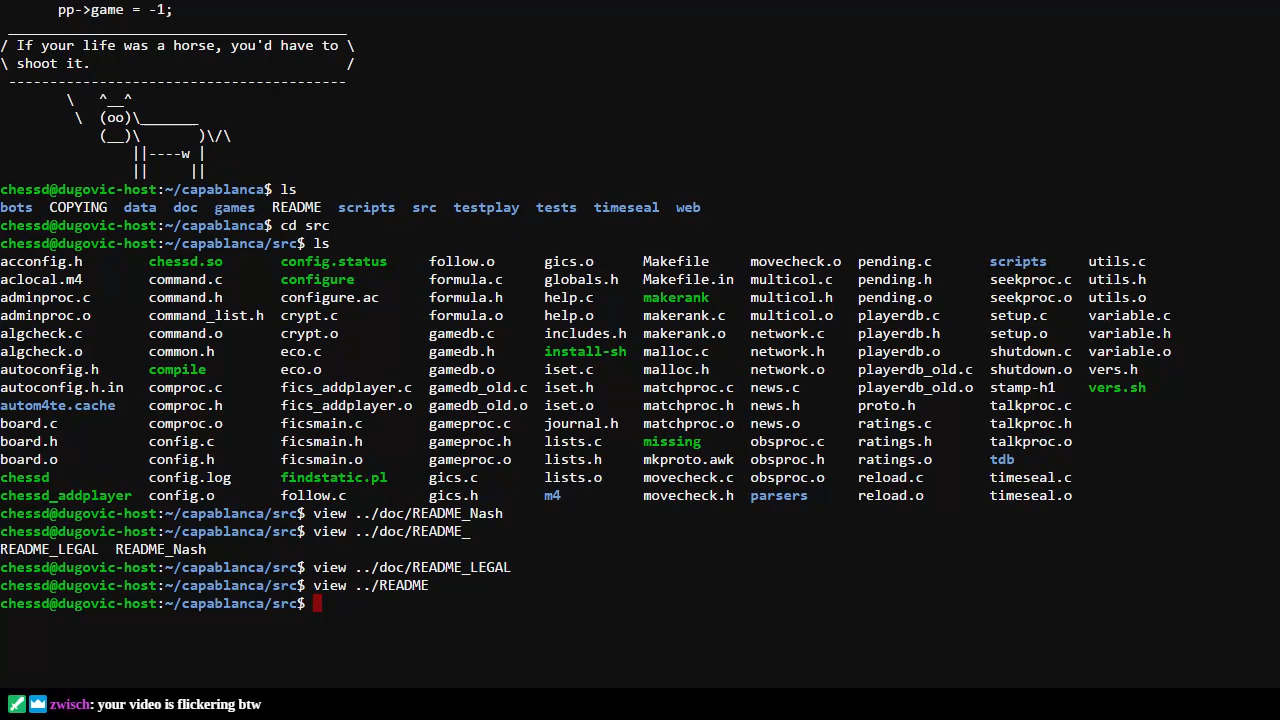 pp->game = -1;
_________________________________________
/ If your life was a horse, you'd have to \
\ shoot it.                               /
-----------------------------------------
\   ^__^
\  (oo)\_______
(__)\       )\/\
||----w |
||     ||
chessd@dugovic-host:~/capablanca$ ls
bots  COPYING  data  doc  games  README  scripts  src  testplay  tests  timeseal  web
chessd@dugovic-host:~/capablanca$ cd src
chessd@dugovic-host:~/capablanca/src$ ls
acconfig.h chessd.so config.status follow.o gics.o Makefile movecheck.o pending.c scripts utils.c
aclocal.m4 command.c configure formula.c globals.h Makefile.in multicol.c pending.h seekproc.c utils.h
adminproc.c command.h configure.ac formula.h help.c makerank multicol.h pending.o seekproc.o utils.o
adminproc.o command_list.h crypt.c formula.o help.o makerank.c multicol.o playerdb.c setup.c variable.c
algcheck.c command.o crypt.o gamedb.c includes.h makerank.o network.c playerdb.h setup.o variable.h
algcheck.o common.h eco.c gamedb.h install-sh malloc.c network.h playerdb.o shutdown.c variable.o
autoconfig.h compile eco.o gamedb.o iset.c malloc.h network.o playerdb_old.c shutdown.o vers.h
autoconfig.h.in comproc.c fics_addplayer.c gamedb_old.c iset.h matchproc.c news.c playerdb_old.o stamp-h1 vers.sh
autom4te.cache comproc.h fics_addplayer.o gamedb_old.o iset.o matchproc.h news.h proto.h talkproc.c
board.c comproc.o ficsmain.c gameproc.c journal.h matchproc.o news.o ratings.c talkproc.h
board.h config.c ficsmain.h gameproc.h lists.c missing obsproc.c ratings.h talkproc.o
board.o config.h ficsmain.o gameproc.o lists.h mkproto.awk obsproc.h ratings.o tdb
chessd config.log findstatic.pl gics.c lists.o movecheck.c obsproc.o reload.c timeseal.c
chessd_addplayer config.o follow.c gics.h m4 movecheck.h parsers reload.o timeseal.o
chessd@dugovic-host:~/capablanca/src$ view ../doc/README_Nash
chessd@dugovic-host:~/capablanca/src$ view ../doc/README_
README_LEGAL  README_Nash
chessd@dugovic-host:~/capablanca/src$ view ../doc/README_LEGAL
chessd@dugovic-host:~/capablanca/src$ view ../README
chessd@dugovic-host:~/capablanca/src$
zwisch: your video is flickering btw